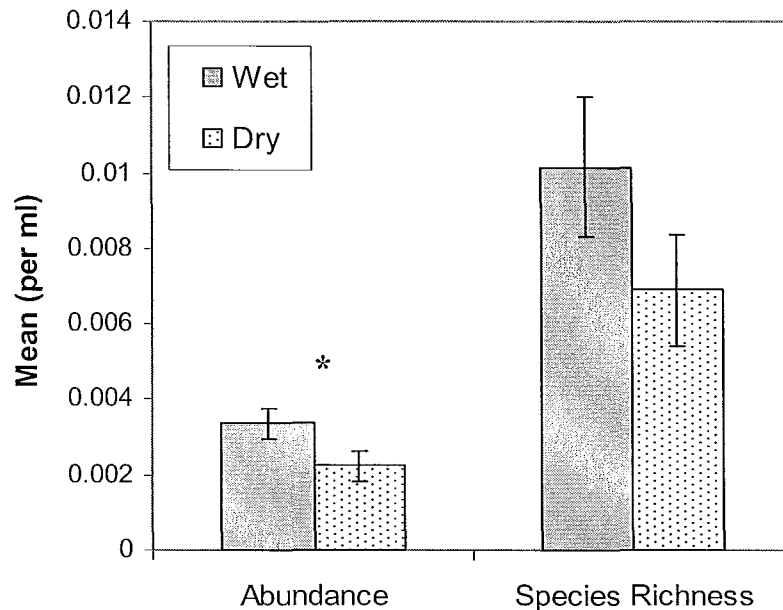 0.014
0.012
0.01
0.008
0.006
0.004
0.002
0
Mean (per ml)
Wet
Dry
*
Abundance
Species Richness